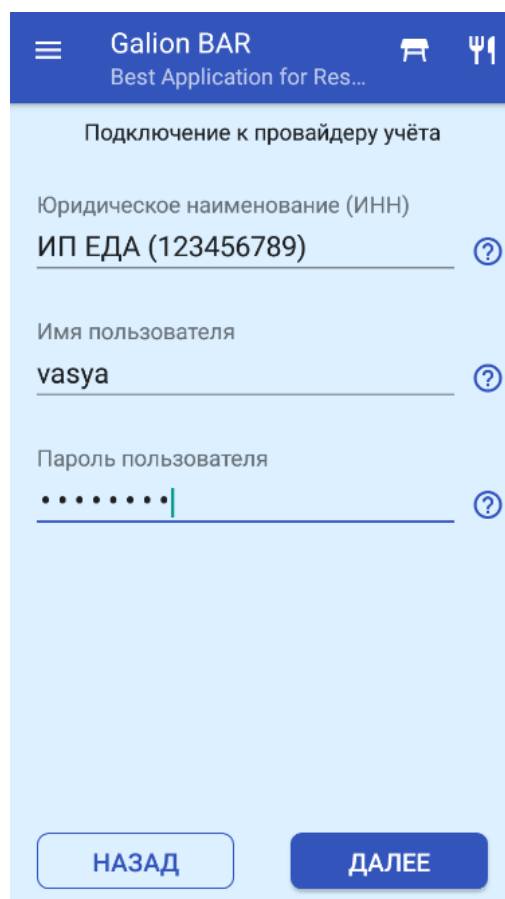 Galion BAR
Best Application for Res...
Подключение к провайдеру учёта
Юридическое наименование (ИНН)
ИП ЕДА (123456789)
Имя пользователя
vasya
Пароль пользователя
••••••••
НАЗАД
ДАЛЕЕ